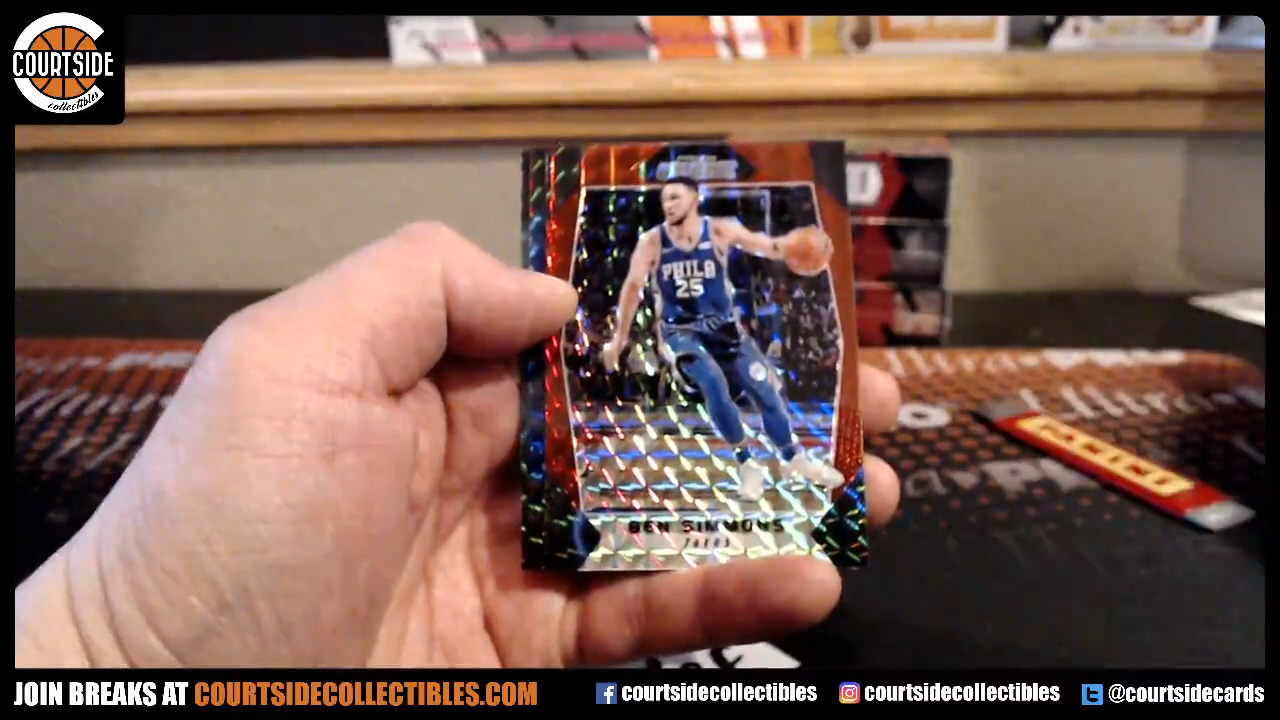 COURTSIDE
collectibles
PHILA
25
BEN SIMMONS
76ERS
JOIN BREAKS AT COURTSIDECOLLECTIBLES.COM
courtsidecollectibles
courtsidecollectibles
@courtsidecards